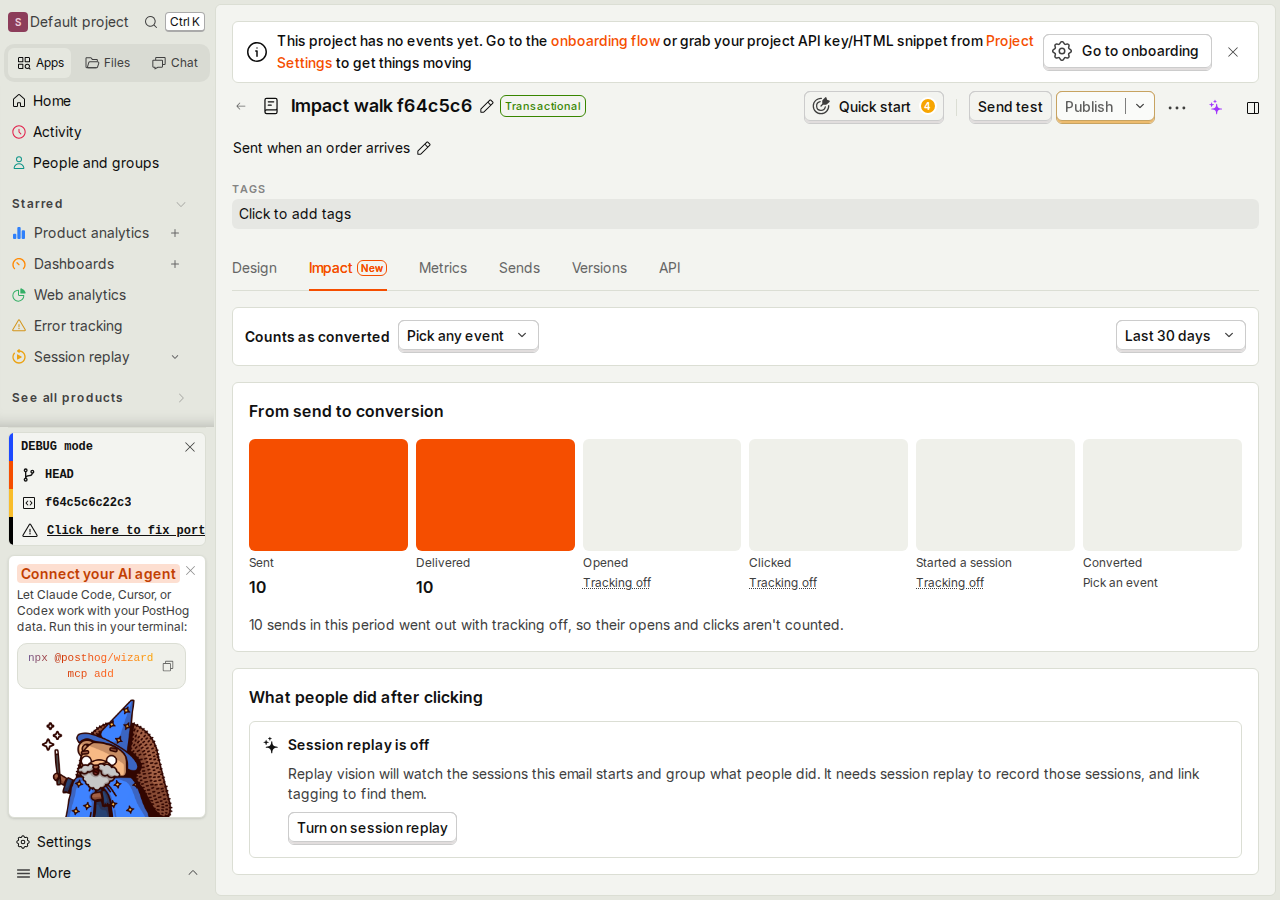 S Default project Ctrl K
Apps Files Chat
Home
Activity
People and groups
Starred
Product analytics
Dashboards
Web analytics
Error tracking
Session replay
See all products
DEBUG mode
HEAD
f64c5c6c22c3
Click here to fix port
Connect your AI agent
Let Claude Code, Cursor, or
Codex work with your PostHog
data. Run this in your terminal:
npx @posthog/wizard
mcp add
Settings
More
This project has no events yet. Go to the onboarding flow or grab your project API key/HTML snippet from Project
Settings to get things moving
Go to onboarding
Impact walk f64c5c6 Transactional
Quick start 4
Send test
Publish
Sent when an order arrives
TAGS
Click to add tags
Design Impact New Metrics Sends Versions API
Counts as converted Pick any event
Last 30 days
From send to conversion
Sent Delivered Opened Clicked Started a session Converted
10 10 Tracking off Tracking off Tracking off Pick an event
10 sends in this period went out with tracking off, so their opens and clicks aren't counted.
What people did after clicking
Session replay is off
Replay vision will watch the sessions this email starts and group what people did. It needs session replay to record those sessions, and link
tagging to find them.
Turn on session replay